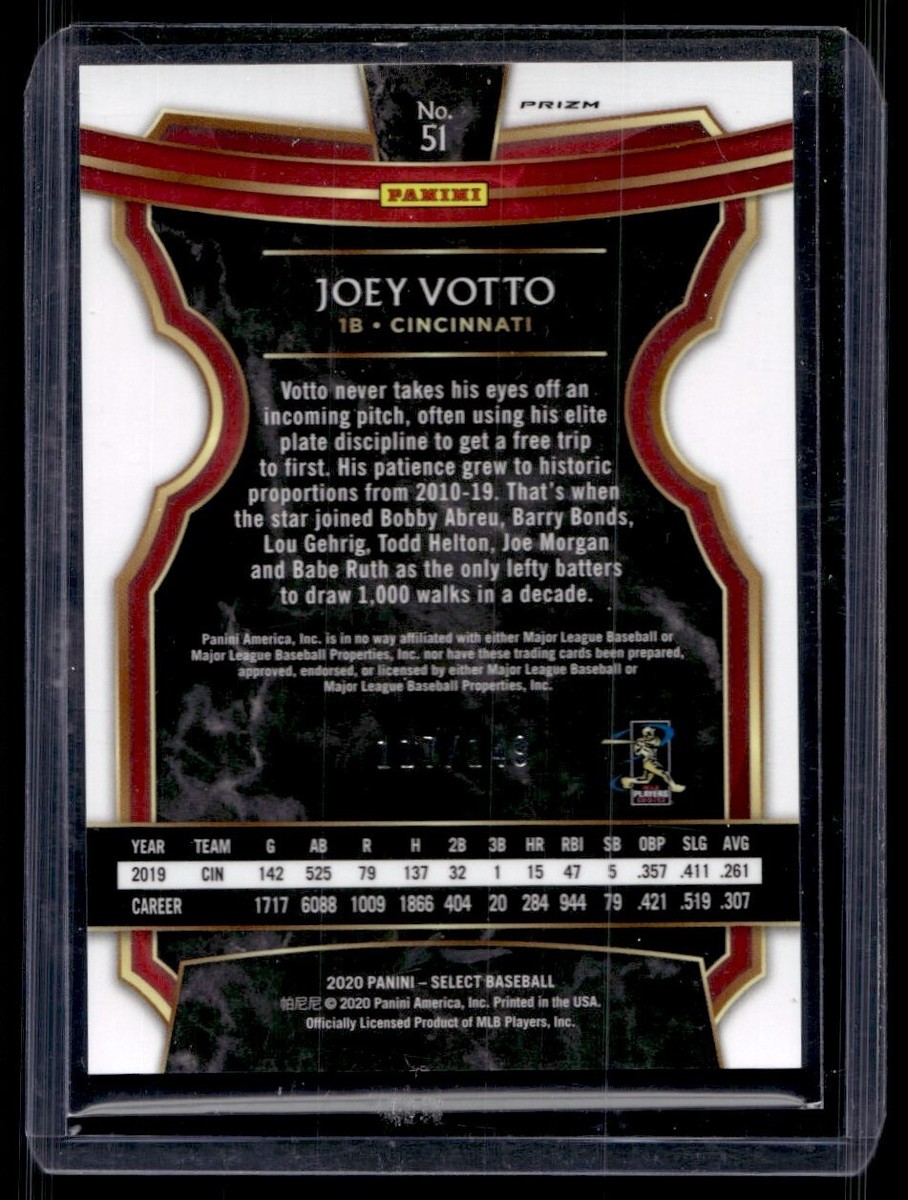 No.
51
PRIZM
PANINI
JOEY VOTTO
1B • CINCINNATI
Votto never takes his eyes off an
incoming pitch, often using his elite
plate discipline to get a free trip
to first. His patience grew to historic
proportions from 2010-19. That's when
the star joined Bobby Abreu, Barry Bonds,
Lou Gehrig, Todd Helton, Joe Morgan
and Babe Ruth as the only lefty batters
to draw 1,000 walks in a decade.
Panini America, Inc. is in no way affiliated with either Major League Baseball or
Major League Baseball Properties, Inc. nor have these trading cards been prepared,
approved, endorsed, or licensed by either Major League Baseball or
Major League Baseball Properties, Inc.
PLAYERS
YEAR TEAM G AB R H 2B 3B HR RBI SB OBP SLG AVG
2019 CIN 142 525 79 137 32 1 15 47 5 .357 .411 .261
CAREER 1717 6088 1009 1866 404 20 284 944 79 .421 .519 .307
2020 PANINI – SELECT BASEBALL
帕尼尼 © 2020 Panini America, Inc. Printed in the USA.
Officially Licensed Product of MLB Players, Inc.